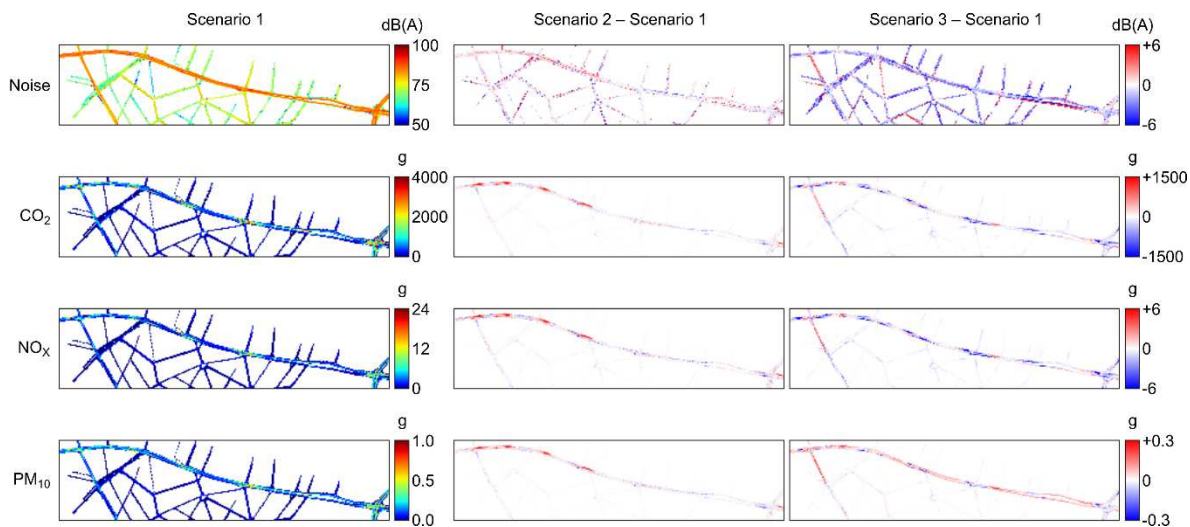 Scenario 1
Scenario 2 – Scenario 1
Scenario 3 – Scenario 1
dB(A)
dB(A)
Noise
100
75
50
+6
0
-6
g
g
CO₂
4000
2000
0
+1500
0
-1500
g
g
NOₓ
24
12
0
+6
0
-6
g
g
PM₁₀
1.0
0.5
0.0
+0.3
0
-0.3